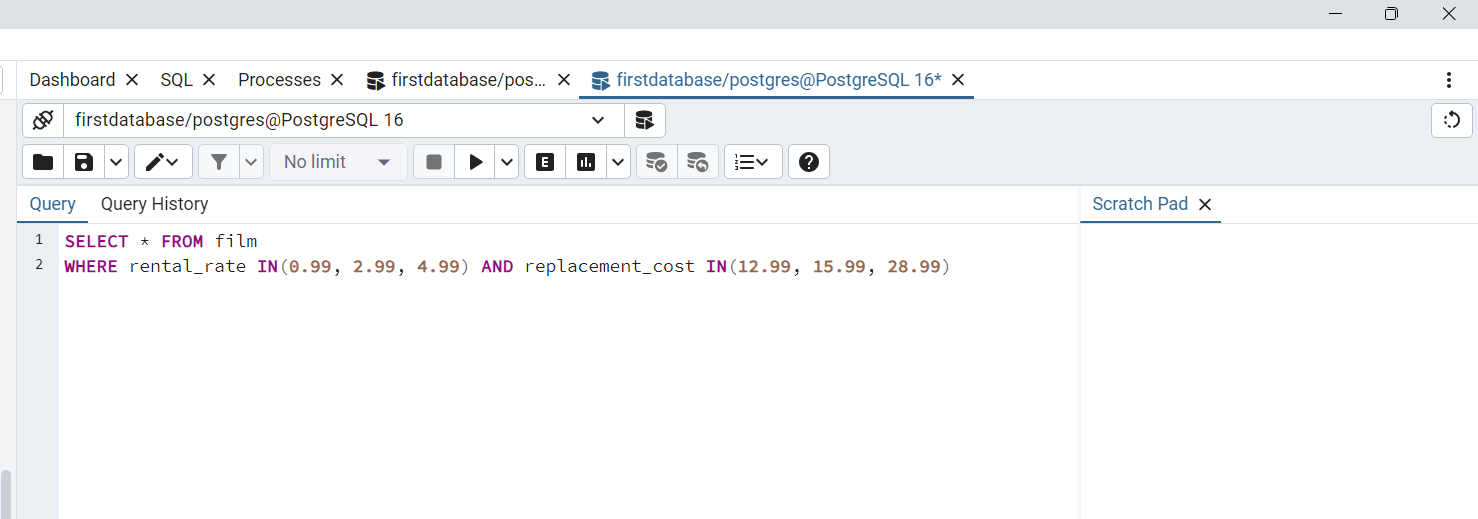 Dashboard SQL Processes firstdatabase/pos... firstdatabase/postgres@PostgreSQL 16*
firstdatabase/postgres@PostgreSQL 16
No limit E
Query Query History Scratch Pad
1 SELECT * FROM film
2 WHERE rental_rate IN(0.99, 2.99, 4.99) AND replacement_cost IN(12.99, 15.99, 28.99)